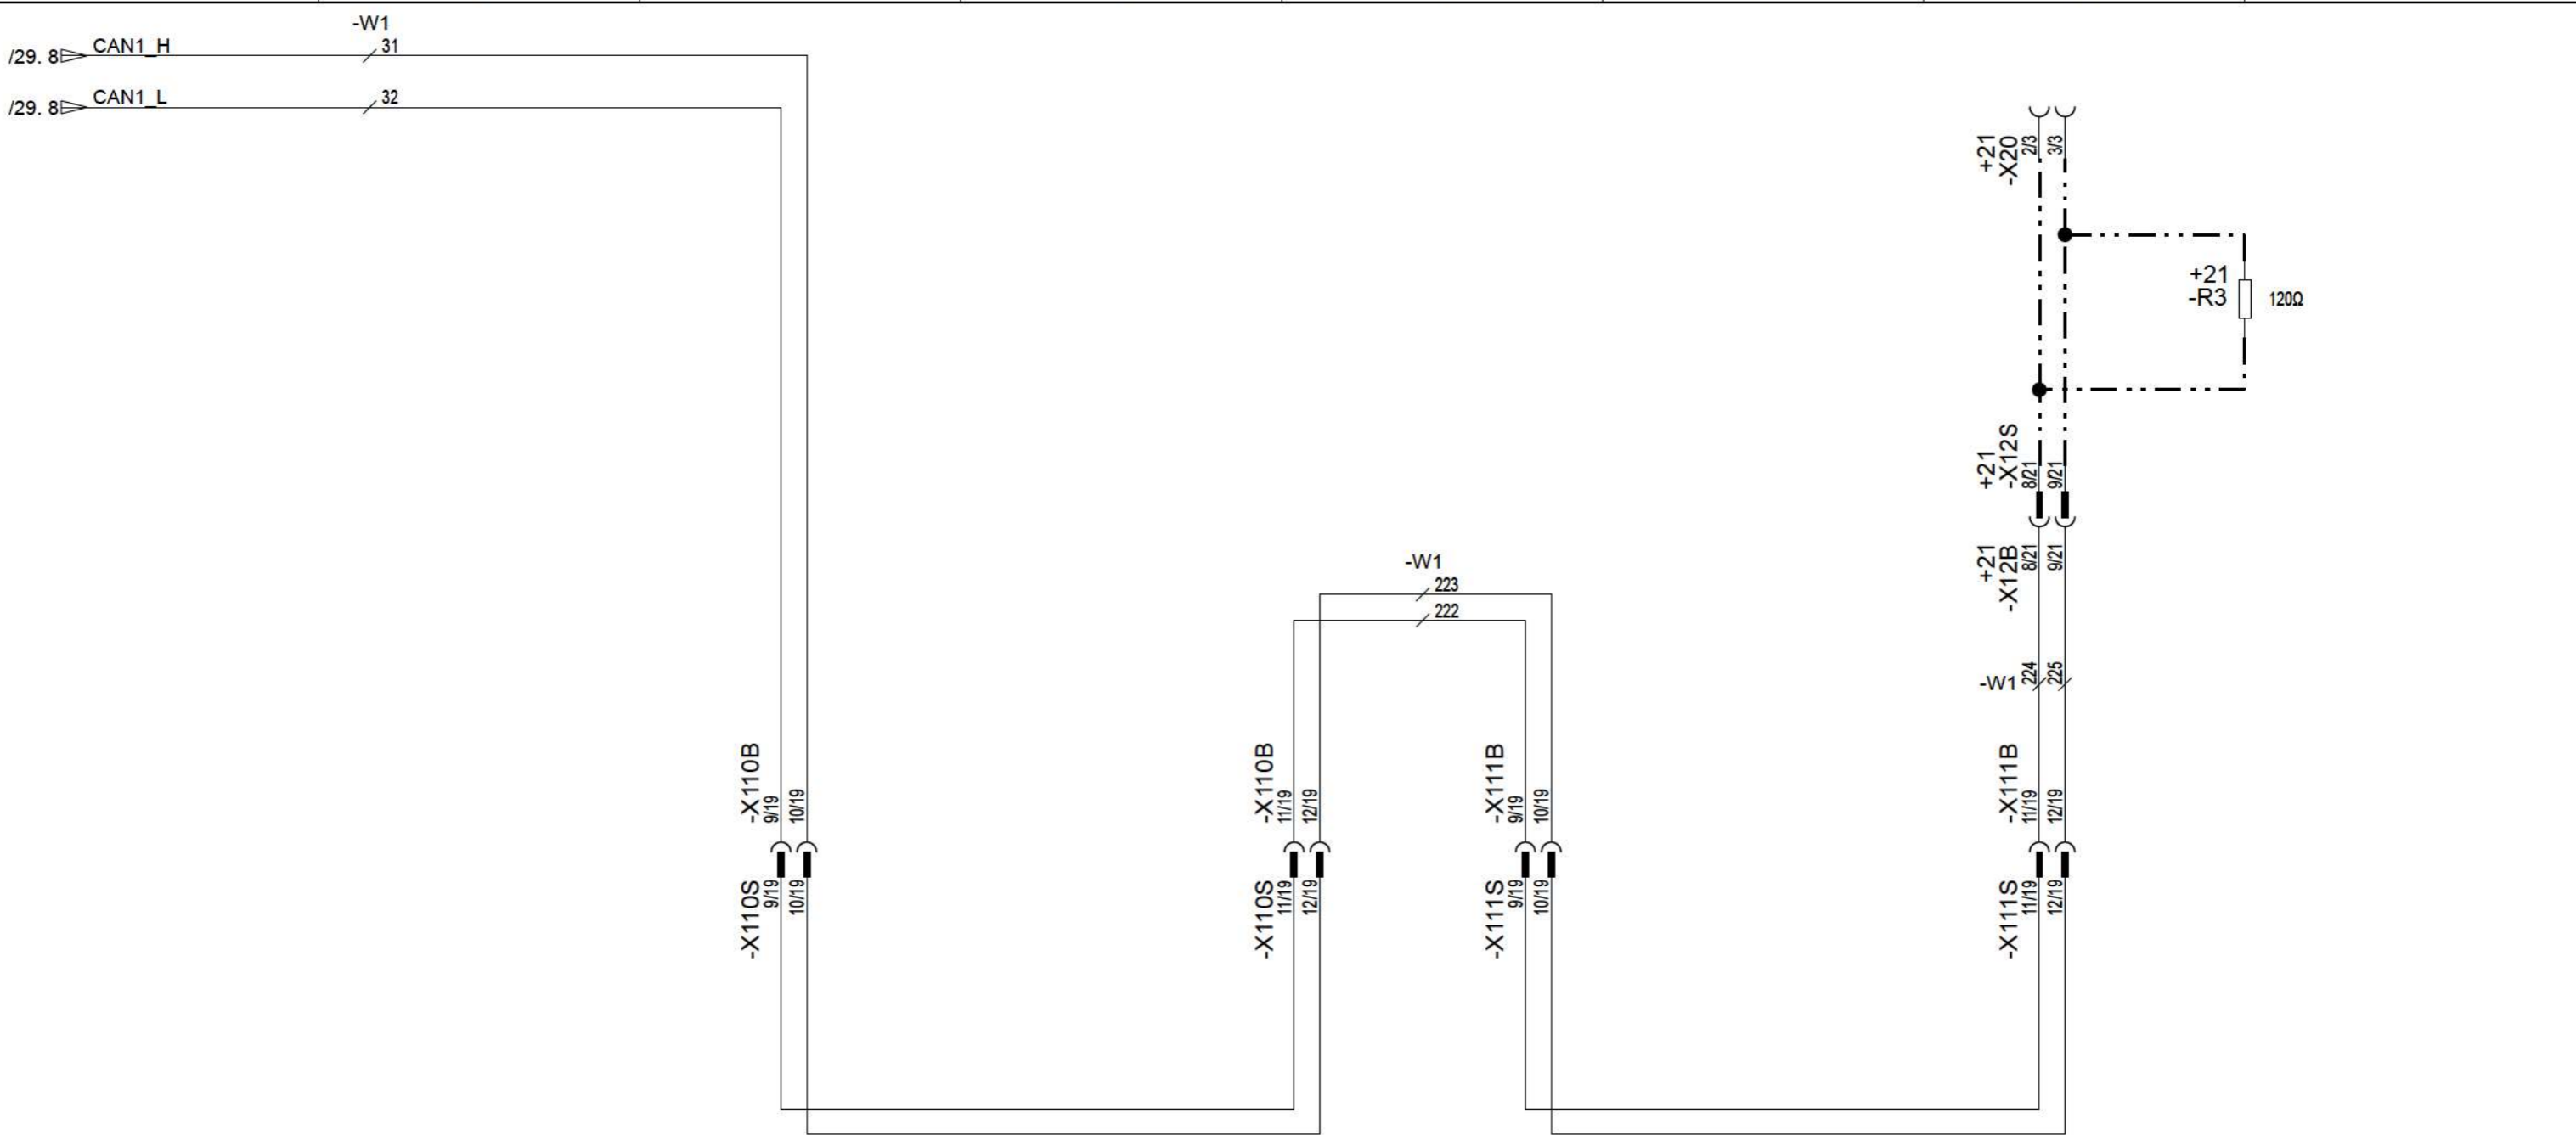 -W1
/29. 8 CAN1_H 31
/29. 8 CAN1_L 32
+21
-X20
2/3
3/3
+21
-R3
120Ω
+21
-X12S
8/21
9/21
+21
-X12B
8/21
9/21
-W1
223
222
-W1
224
225
-X110B
9/19
10/19
-X110B
11/19
12/19
-X111B
9/19
10/19
-X111B
11/19
12/19
-X110S
9/19
10/19
-X110S
11/19
12/19
-X111S
9/19
10/19
-X111S
11/19
12/19